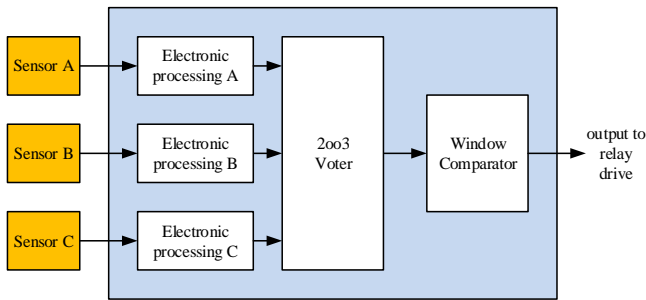 Sensor A
Electronic
processing A
Sensor B
Electronic
processing B
Sensor C
Electronic
processing C
2oo3
Voter
Window
Comparator
output to
relay
drive